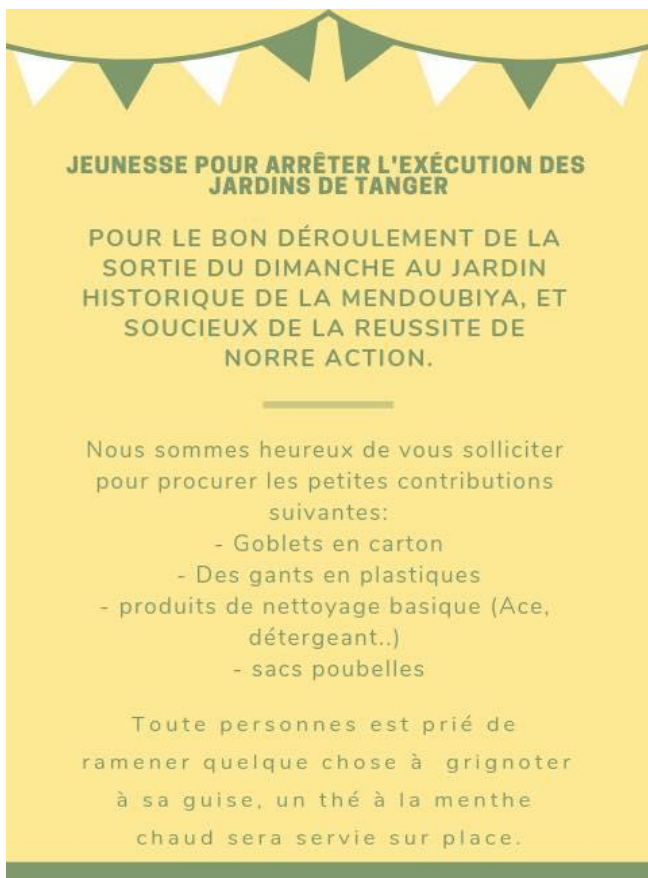 JEUNESSE POUR ARRÊTER L'EXÉCUTION DES
JARDINS DE TANGER
POUR LE BON DÉROULEMENT DE LA
SORTIE DU DIMANCHE AU JARDIN
HISTORIQUE DE LA MENDOUBIYA, ET
SOUCIEUX DE LA REUSSITE DE
NORRE ACTION.
Nous sommes heureux de vous solliciter
pour procurer les petites contributions
suivantes:
- Goblets en carton
- Des gants en plastiques
- produits de nettoyage basique (Ace,
détergeant..)
- sacs poubelles
Toute personnes est prié de
ramener quelque chose à grignoter
à sa guise, un thé à la menthe
chaud sera servie sur place.